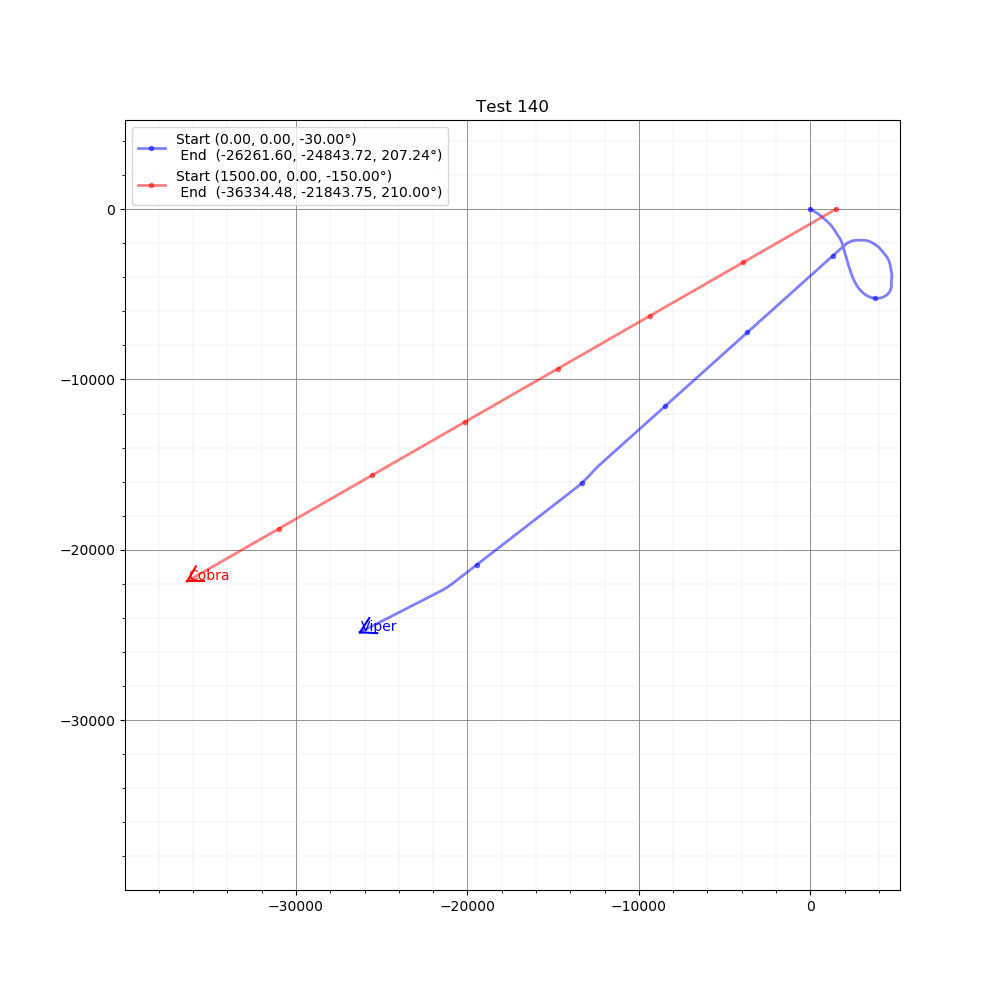 Test 140
Start (0.00, 0.00, -30.00°)
End (-26261.60, -24843.72, 207.24°)
Start (1500.00, 0.00, -150.00°)
End (-36334.48, -21843.75, 210.00°)
0
−10000
−20000
−30000
Cobra
Viper
−30000
−20000
−10000
0